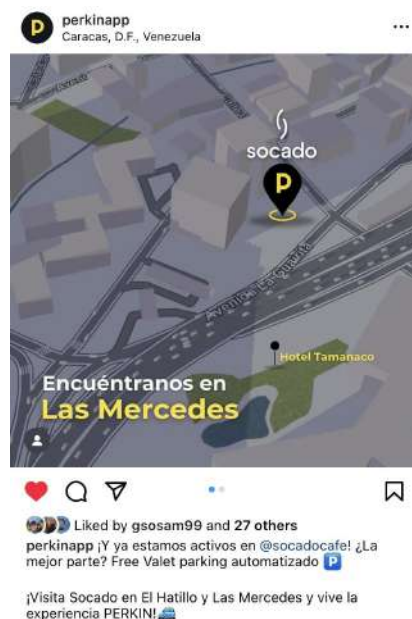 perkinapp
Caracas, D.F., Venezuela
socado
P
Avenida La Guairita
Hotel Tamanaco
Encuéntranos en
Las Mercedes
Liked by gsosam99 and 27 others
perkinapp ¡Y ya estamos activos en @socadocafe! ¿La
mejor parte? Free Valet parking automatizado 🅿️
¡Visita Socado en El Hatillo y Las Mercedes y vive la
experiencia PERKIN!🚘